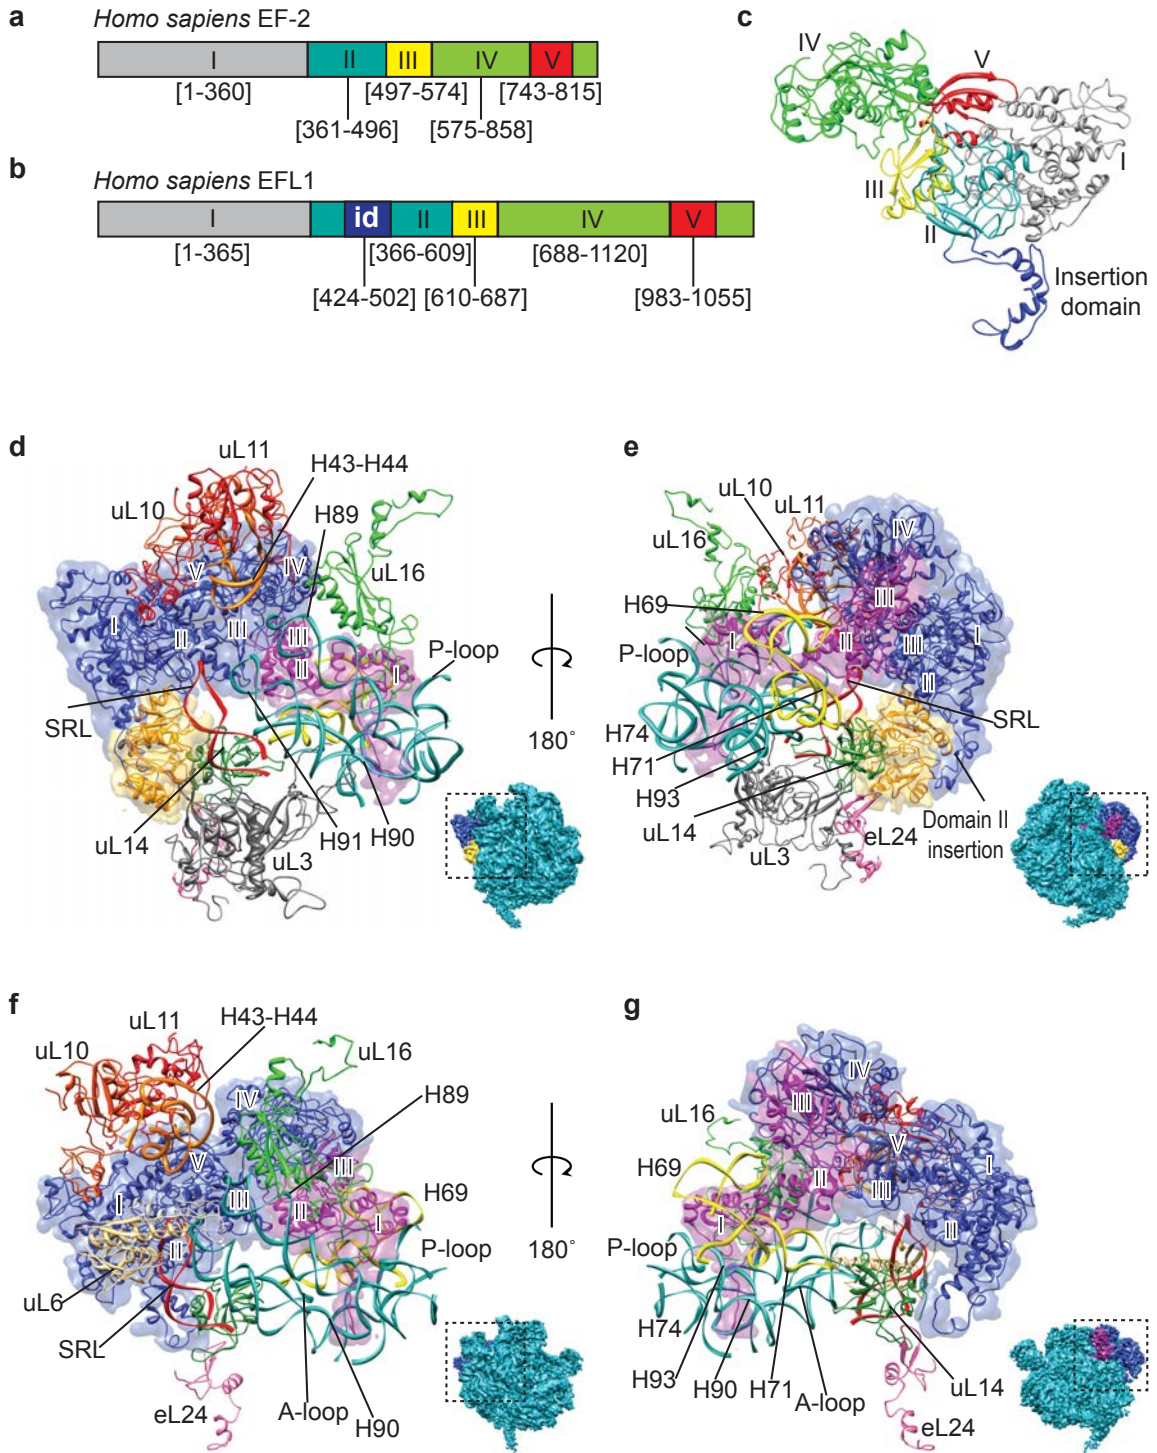 a
Homo sapiens EF-2
I II III IV V
[1-360] [497-574] [743-815]
[361-496] [575-858]
b
Homo sapiens EFL1
I id II III IV V
[1-365] [366-609] [688-1120]
[424-502] [610-687] [983-1055]
c
IV V
I
III
II
Insertion
domain
d
uL11
H43-H44
uL10
H89
uL16
V IV
I II III III
II I
P-loop
SRL
180°
uL14 H91 H90
uL3
e
uL10 uL11
uL16 IV
H69 III
I II III I
P-loop II
SRL
H74
H71
H93
uL14
uL3 eL24
Domain II
insertion
f
uL11 H43-H44
uL10 uL16
IV H89
V III
I III II I H69
II P-loop
uL6
SRL
180°
eL24 A-loop H90
g
IV
III
uL16 V
H69 II III I
I II
P-loop
H74
H93 H90 H71 A-loop uL14
eL24